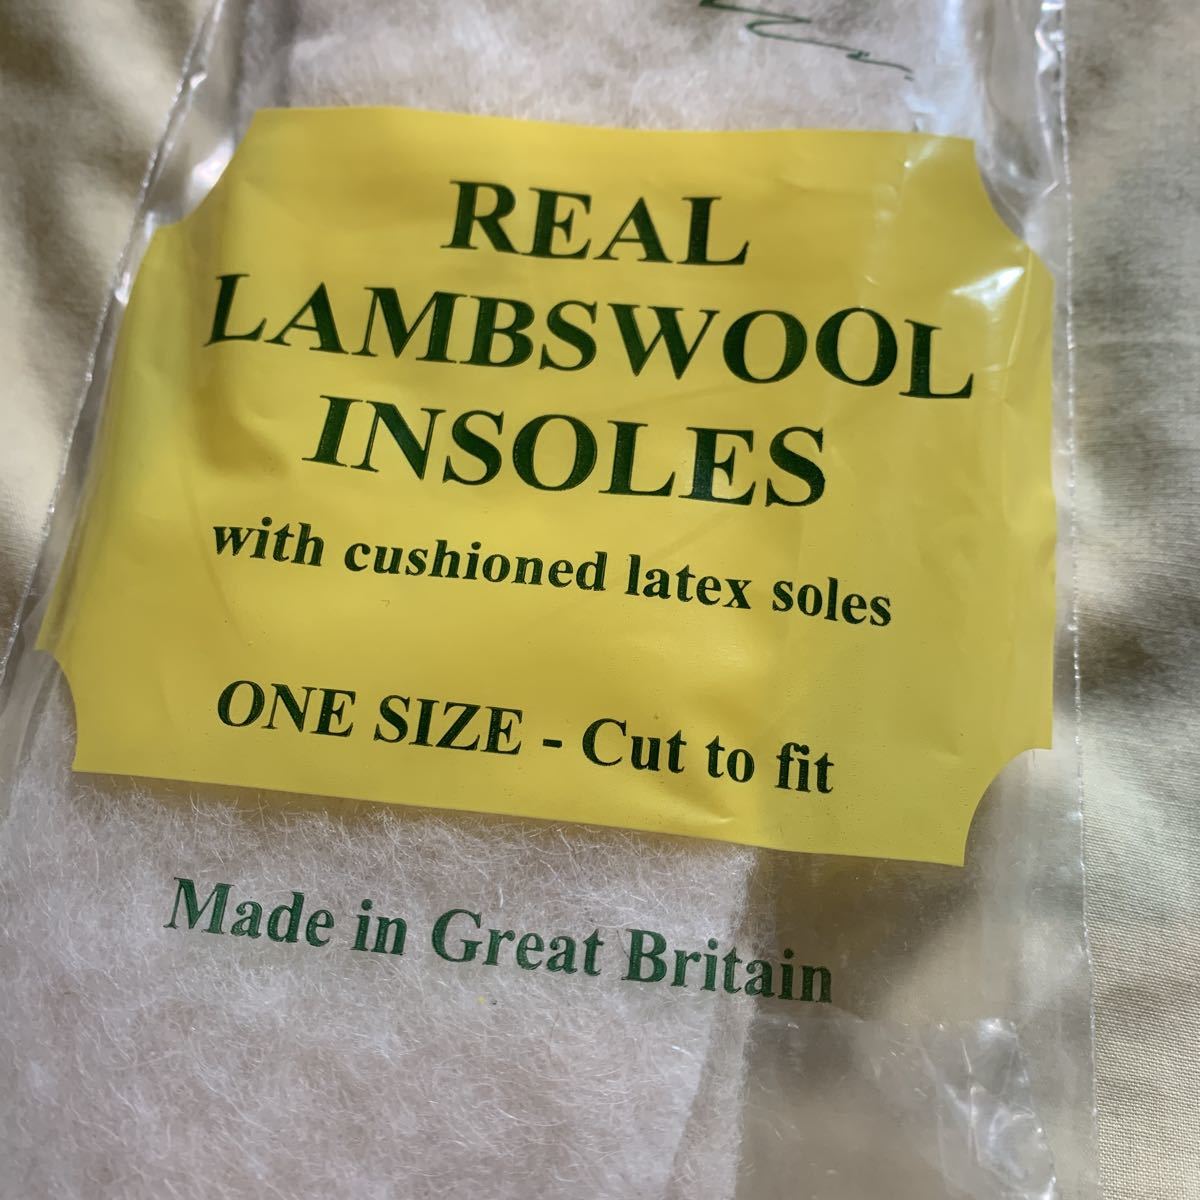 REAL
LAMBSWOOL
INSOLES
with cushioned latex soles
ONE SIZE - Cut to fit
Made in Great Britain